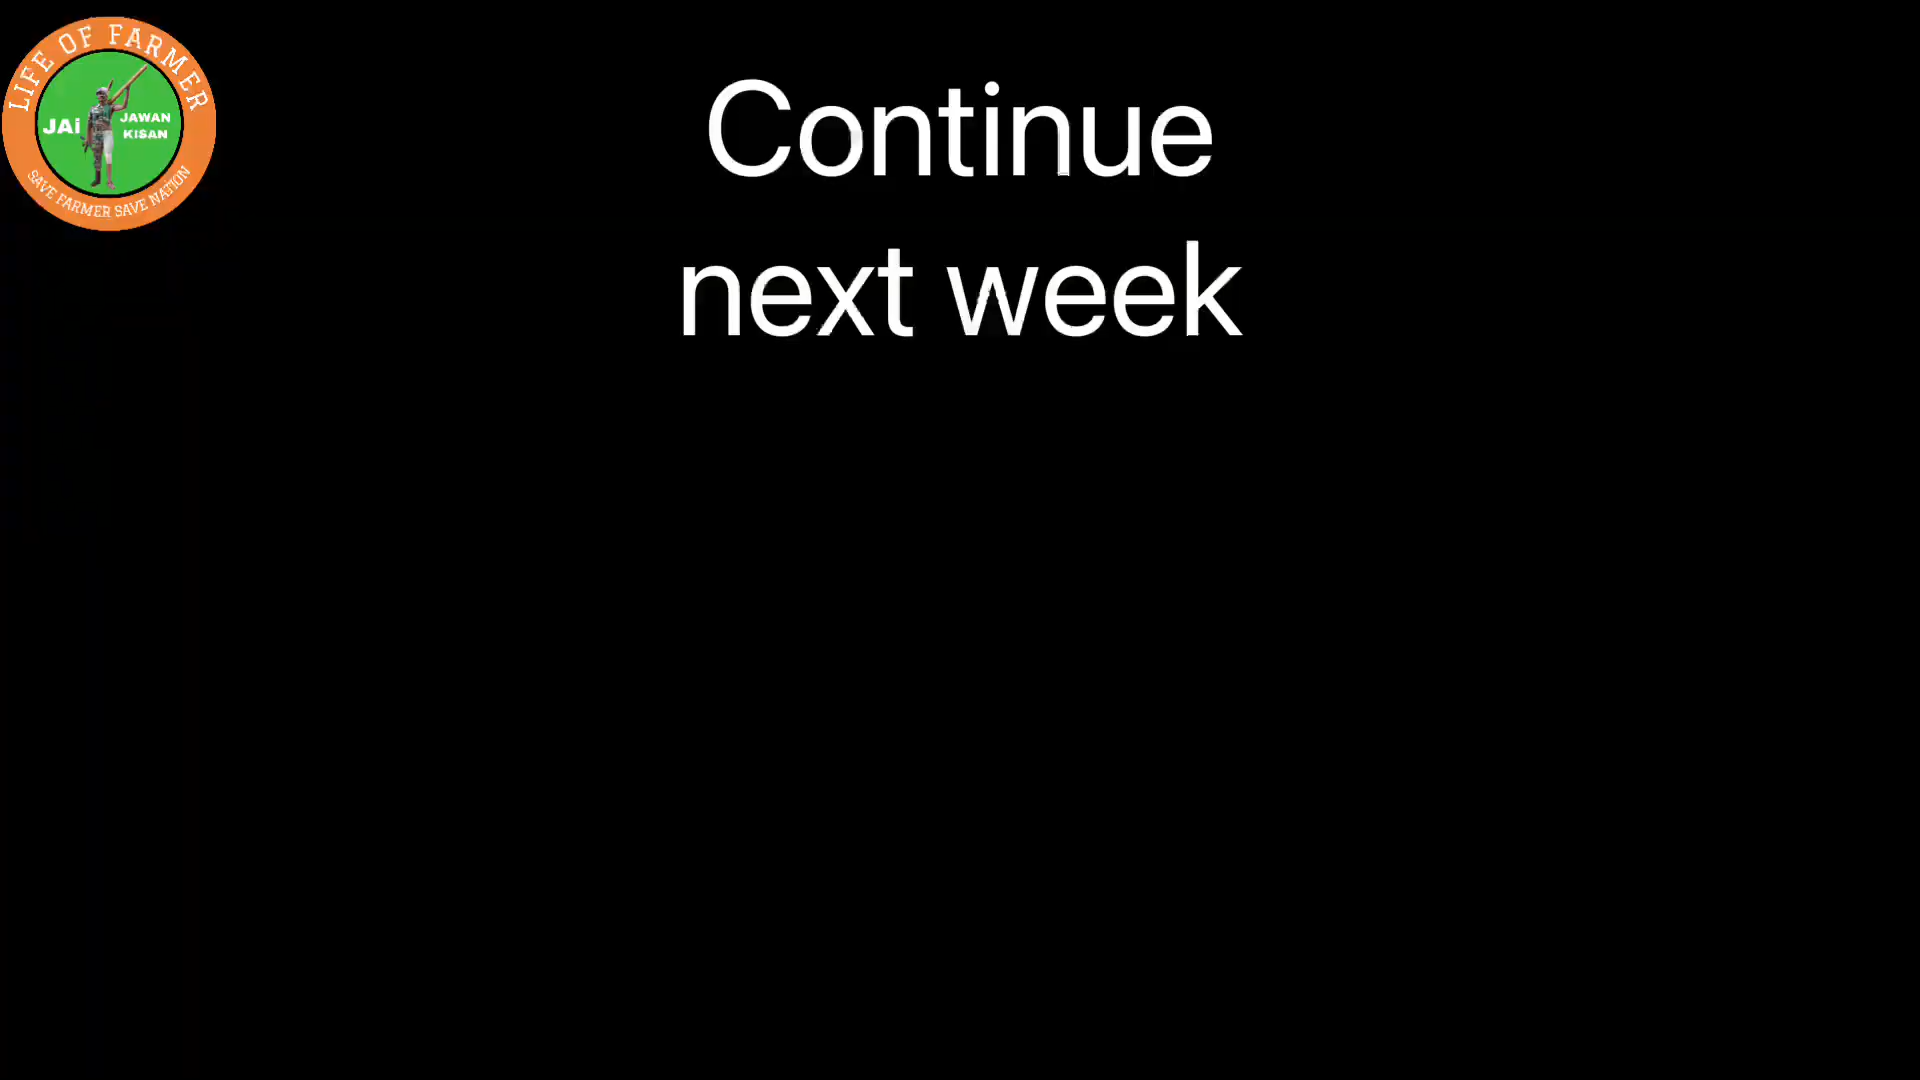 LIFE OF FARMER
JAi
JAWAN
KISAN
SAVE FARMER SAVE NATION
Continue
next week